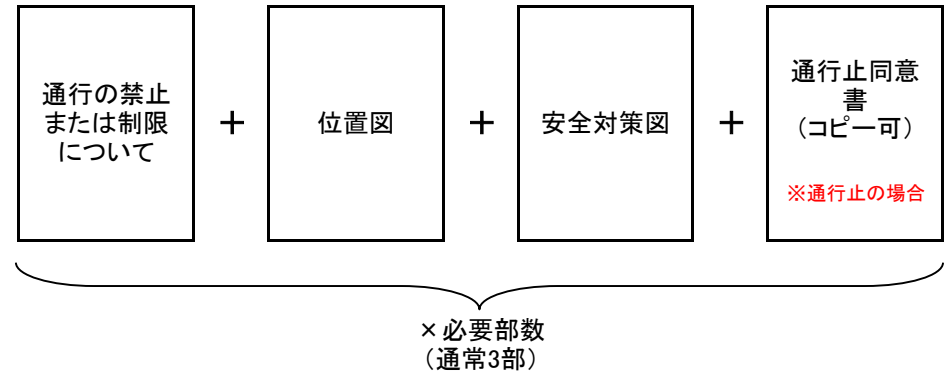 通行の禁止
または制限
について
+
位置図
+
安全対策図
+
通行止同意
書
(コピー可)
※通行止の場合
×必要部数
(通常3部)